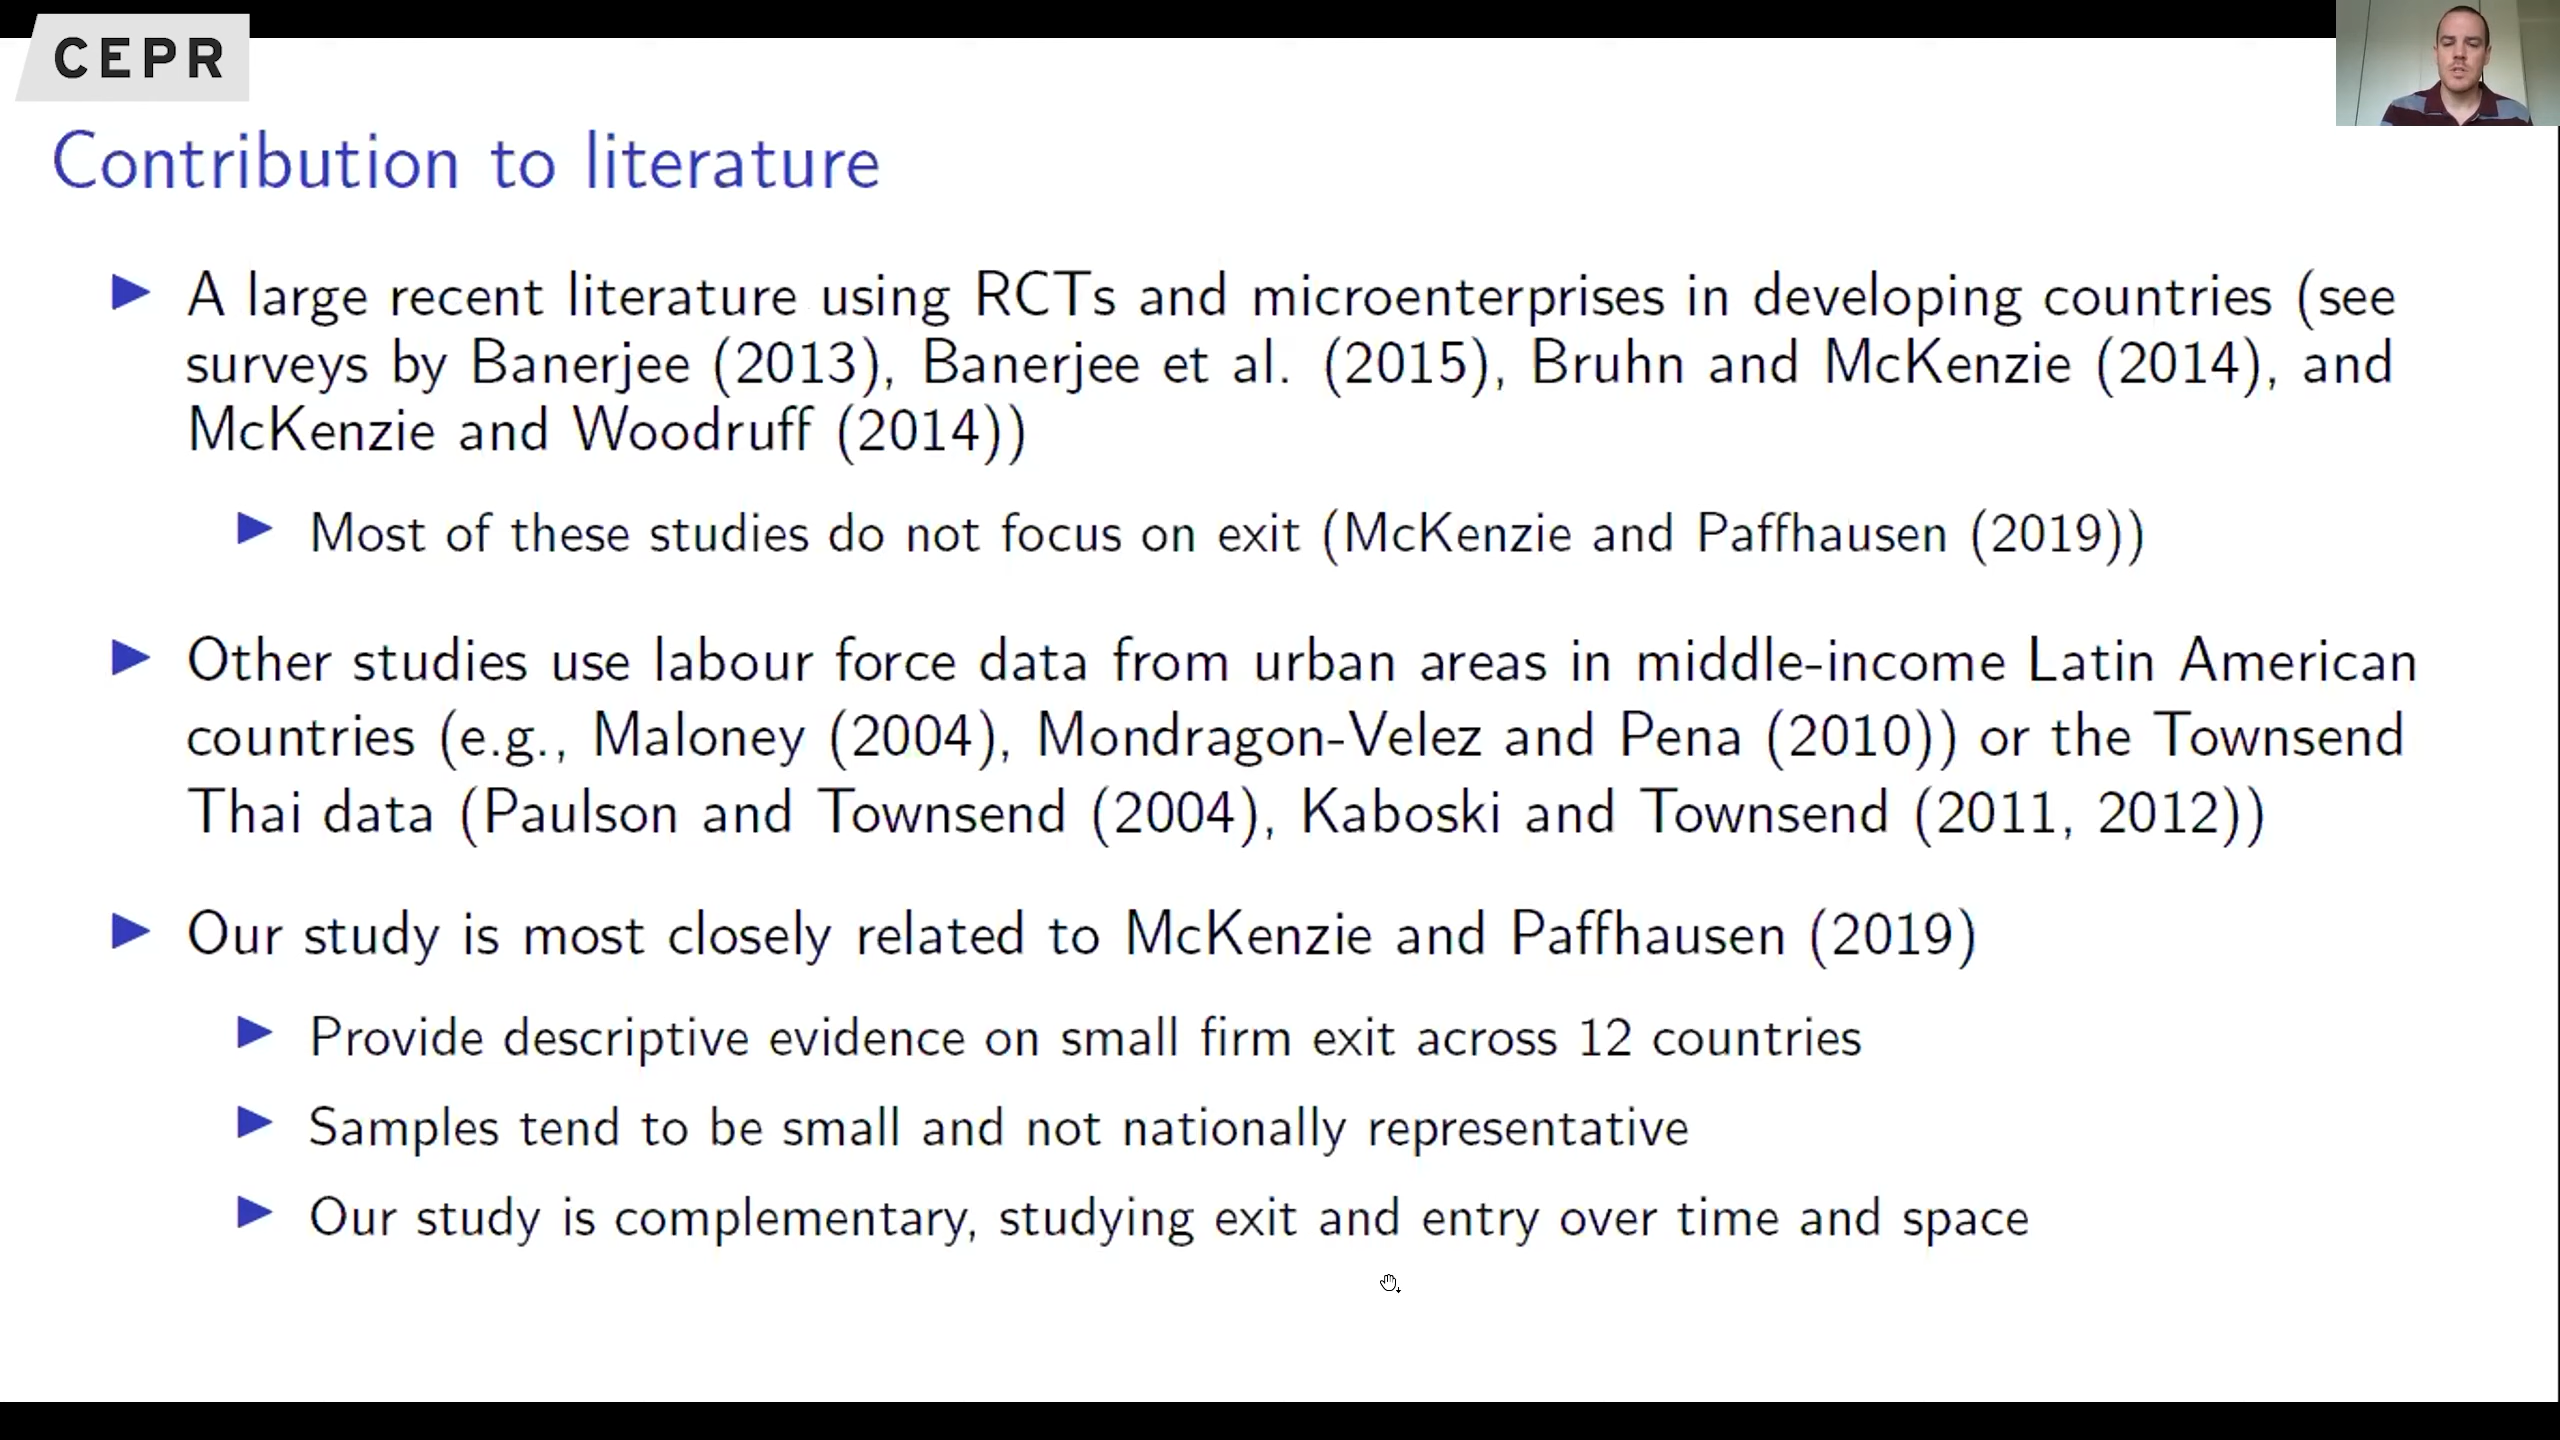 CEPR
Contribution to literature
A large recent literature using RCTs and microenterprises in developing countries (see
surveys by Banerjee (2013), Banerjee et al. (2015), Bruhn and McKenzie (2014), and
McKenzie and Woodruff (2014))
Most of these studies do not focus on exit (McKenzie and Paffhausen (2019))
Other studies use labour force data from urban areas in middle-income Latin American
countries (e.g., Maloney (2004), Mondragon-Velez and Pena (2010)) or the Townsend
Thai data (Paulson and Townsend (2004), Kaboski and Townsend (2011, 2012))
Our study is most closely related to McKenzie and Paffhausen (2019)
Provide descriptive evidence on small firm exit across 12 countries
Samples tend to be small and not nationally representative
Our study is complementary, studying exit and entry over time and space